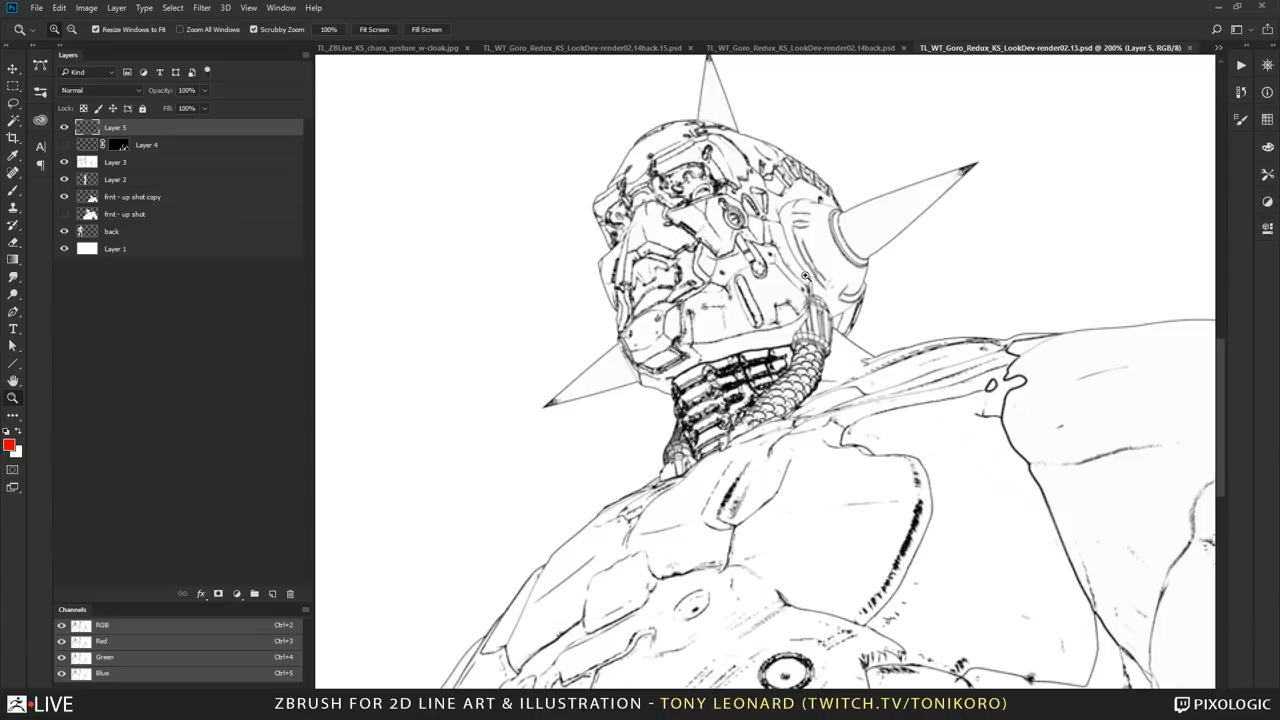 Ps File Edit Image Layer Type Select Filter 3D View Window Help
Resize Windows to Fit Zoom All Windows Scrubby Zoom 100% Fit Screen Fill Screen
TL_ZBLive_KS_chara_gesture_w-cloak.jpg × TL_WT_Goro_Redux_KS_LookDev-render02.14back.15.psd × TL_WT_Goro_Redux_KS_LookDev-render02.14back.psd × TL_WT_Goro_Redux_KS_LookDev-render02.13.psd @ 200% (Layer 5, RGB/8) ×
Layers
Kind
Normal Opacity: 100%
Lock: Fill: 100%
Layer 5
Layer 4
Layer 3
Layer 2
frnt - up shot copy
frnt - up shot
back
Layer 1
fx
Channels
RGB Ctrl+2
Red Ctrl+3
Green Ctrl+4
Blue Ctrl+5
LIVE ZBRUSH FOR 2D LINE ART & ILLUSTRATION - TONY LEONARD (TWITCH.TV/TONIKORO) PIXOLOGIC